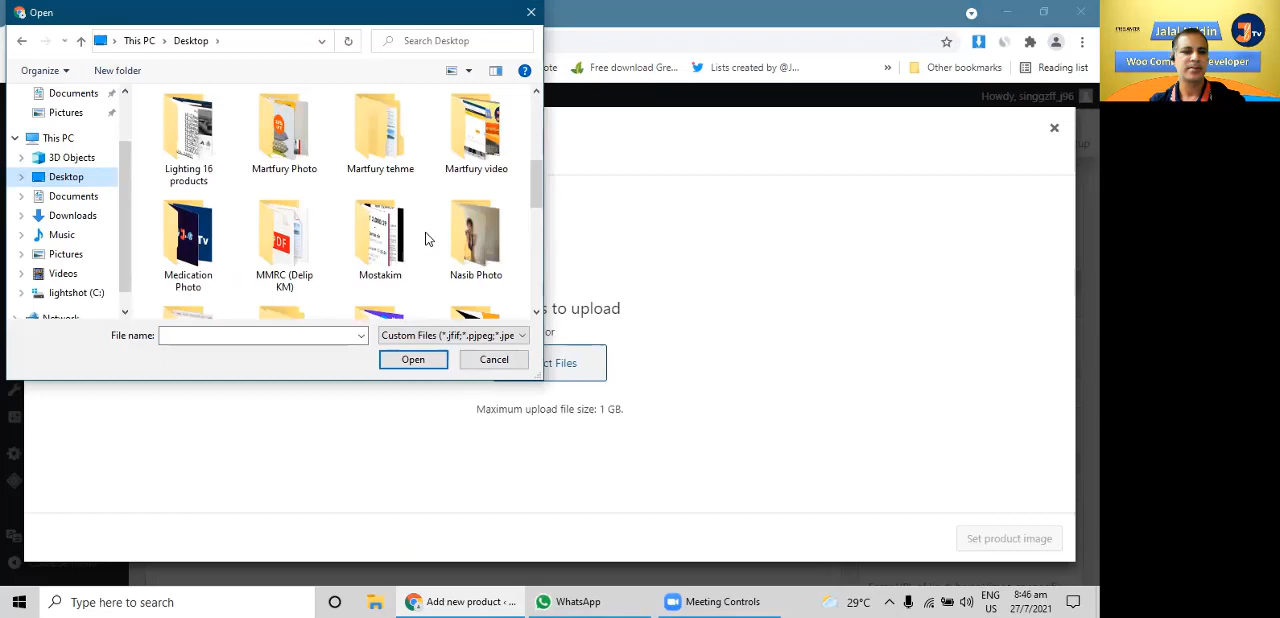 Open
This PC
Desktop
Search Desktop
Organize
New folder
Documents
Pictures
This PC
3D Objects
Desktop
Documents
Downloads
Music
Pictures
Videos
lightshot (C:)
Lighting 16
products
Martfury Photo
Martfury tehme
Martfury video
Medication
Photo
MMRC (Delip
KM)
Mostakim
Nasib Photo
File name:
Custom Files (*.jfif;*.pjpeg;*.jpe
Open
Cancel
ote
Free download Gre...
Lists created by @J...
»
Other bookmarks
Reading list
Howdy, singgzff_j96
s to upload
or
ct Files
Maximum upload file size: 1 GB.
Set product image
FREELANCER
Jalal Uddin
Woo Com
Developer
Type here to search
Add new product ‹ ...
WhatsApp
Meeting Controls
29°C
ENG
US
8:46 am
27/7/2021